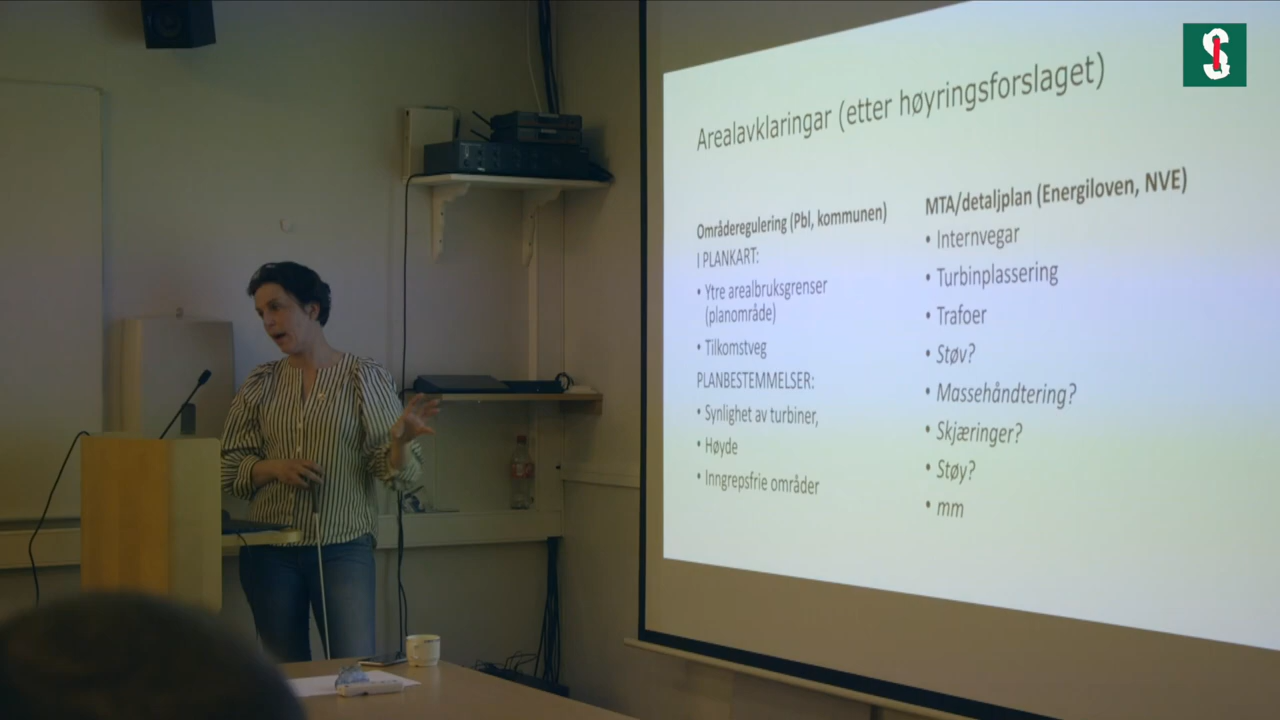 Arealavklaringar (etter høyringsforslaget)
Områderegulering (Pbl, kommunen)
I PLANKART:
• Ytre arealbruksgrenser
(planområde)
• Tilkomstveg
PLANBESTEMMELSER:
• Synlighet av turbiner,
• Høyde
• Inngrepsfrie områder
MTA/detaljplan (Energiloven, NVE)
• Internvegar
• Turbinplassering
• Trafoer
• Støv?
• Massehåndtering?
• Skjæringer?
• Støy?
• mm